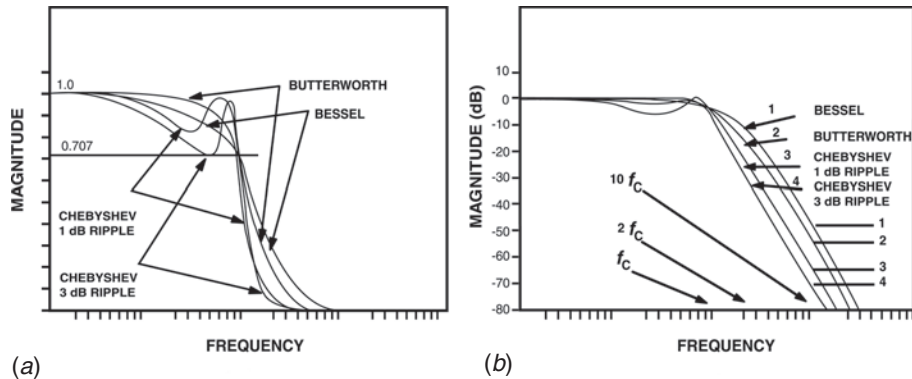 MAGNITUDE
1.0
0.707
BUTTERWORTH
BESSEL
CHEBYSHEV
1 dB RIPPLE
CHEBYSHEV
3 dB RIPPLE
FREQUENCY
(a)
MAGNITUDE (dB)
10
0
-10
-20
-30
-40
-50
-60
-70
-80
1 BESSEL
2 BUTTERWORTH
3 CHEBYSHEV
1 dB RIPPLE
4 CHEBYSHEV
3 dB RIPPLE
10 fC
2 fC
fC
1
2
3
4
FREQUENCY
(b)